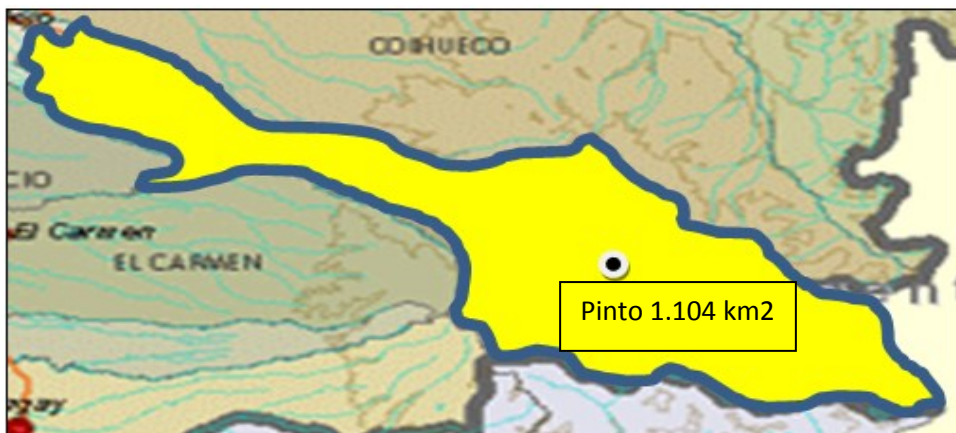 COIHUECO
CIO
El Carmen
EL CARMEN
Pinto 1.104 km2